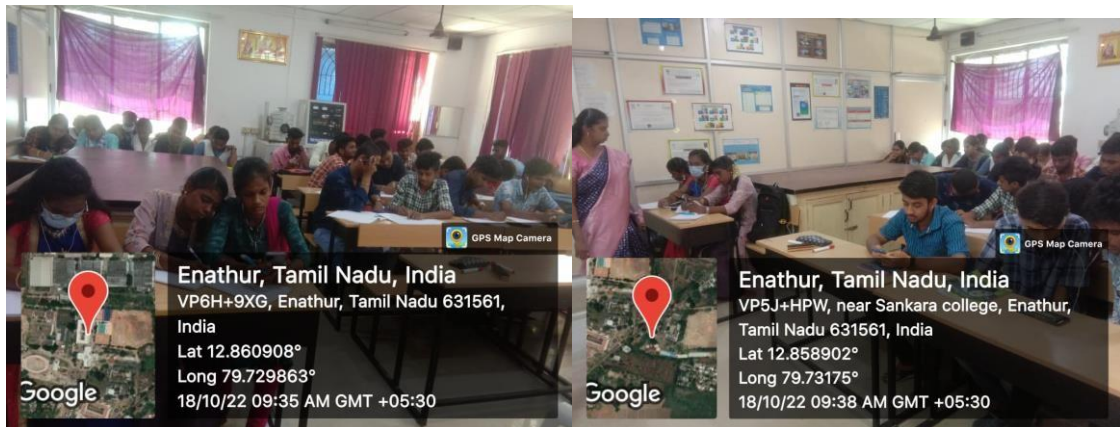 GPS Map Camera
Enathur, Tamil Nadu, India
VP6H+9XG, Enathur, Tamil Nadu 631561,
India
Lat 12.860908°
Long 79.729863°
18/10/22 09:35 AM GMT +05:30
Google
GPS Map Camera
Enathur, Tamil Nadu, India
VP5J+HPW, near Sankara college, Enathur,
Tamil Nadu 631561, India
Lat 12.858902°
Long 79.73175°
18/10/22 09:38 AM GMT +05:30
Google